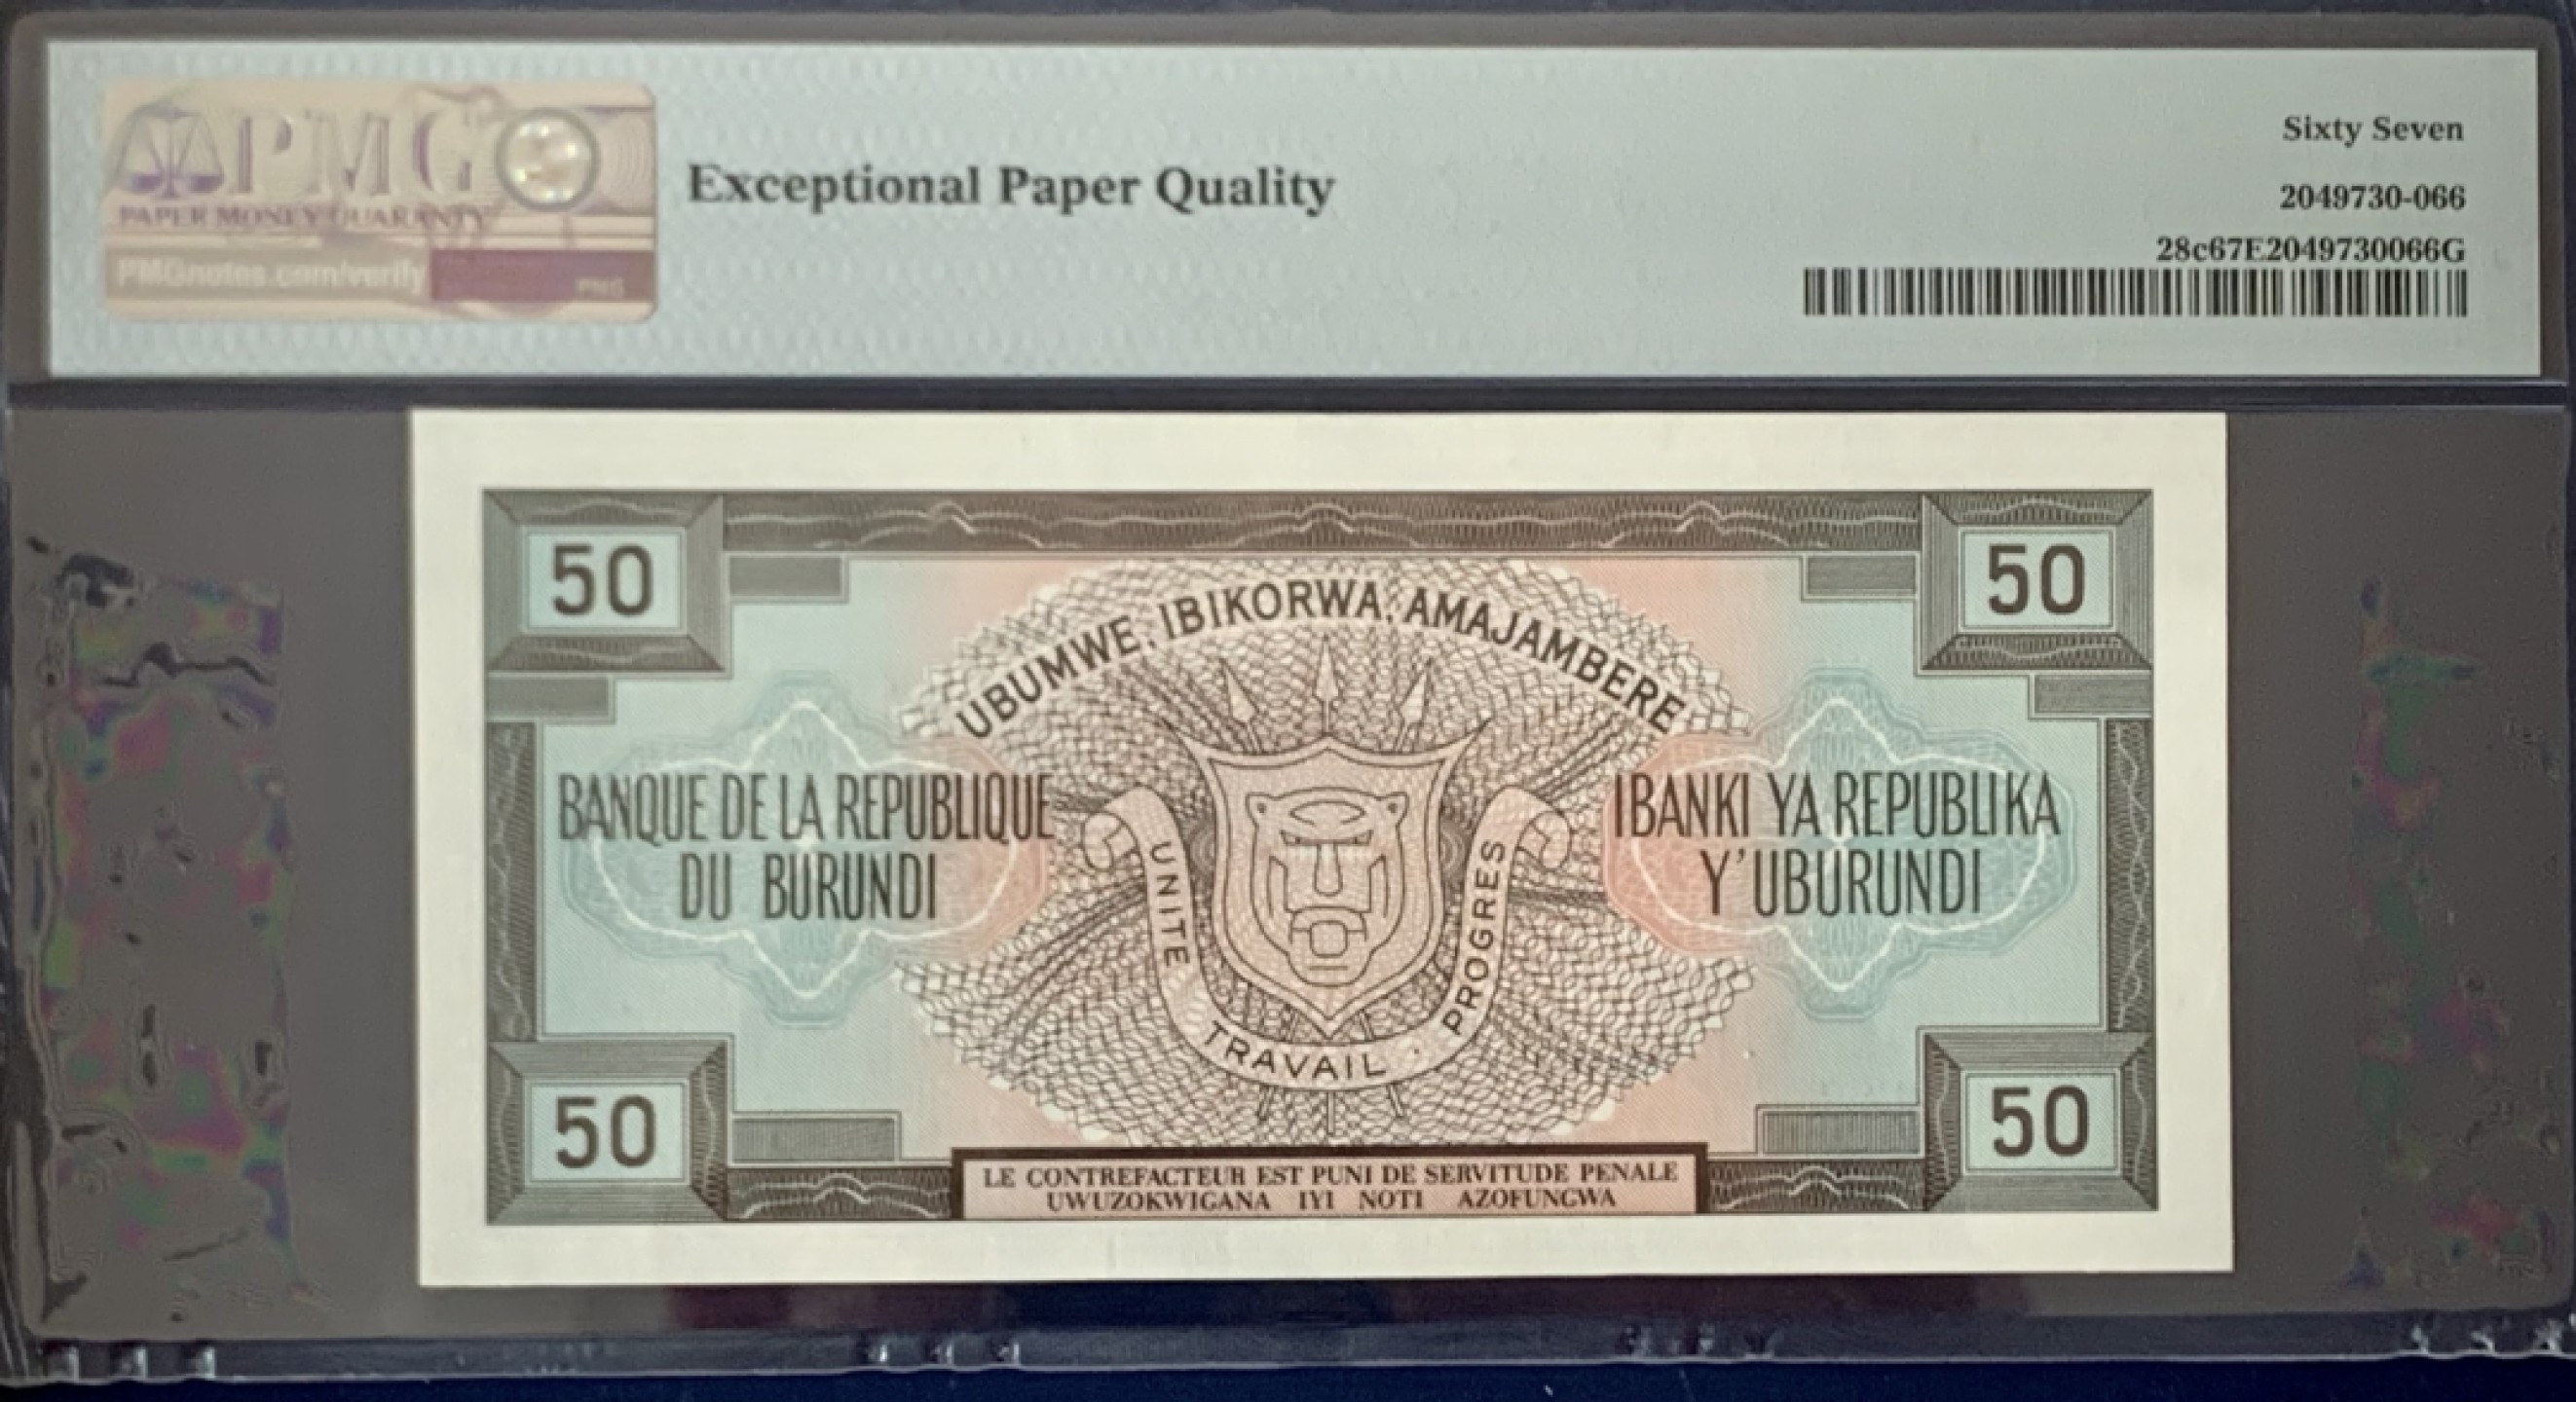 PMG
PAPER MONEY GUARANTY
PMGnotes.com/verify
PMG
Exceptional Paper Quality
Sixty Seven
2049730-066
28c67E2049730066G
50
50
UBUMWE, IBIKORWA, AMAJAMBERE
BANQUE DE LA REPUBLIQUE
DU BURUNDI
IBANKI YA REPUBLIKA
Y'UBURUNDI
UNITE
TRAVAIL · PROGRES
50
50
LE CONTREFACTEUR EST PUNI DE SERVITUDE PENALE
UWUZOKWIGANA IYI NOTI AZOFUNGWA